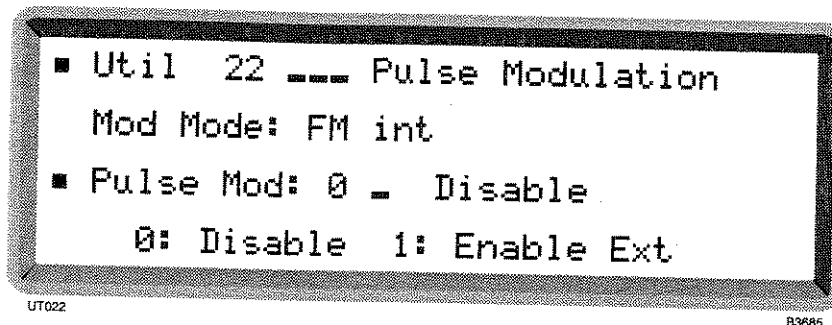 ▪ Util 22 ___ Pulse Modulation
Mod Mode: FM int
▪ Pulse Mod: 0 _ Disable
0: Disable 1: Enable Ext
UT022
B3685